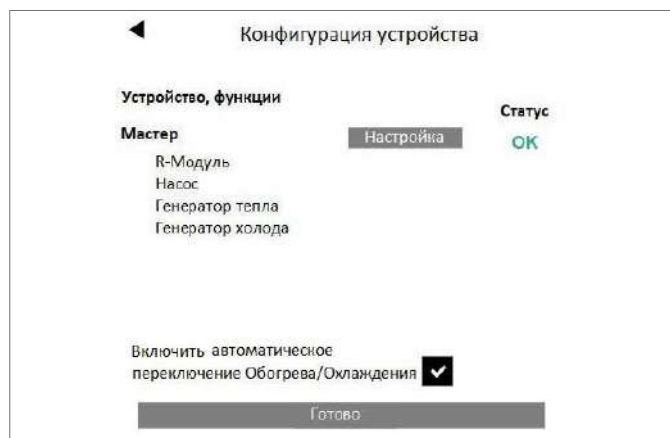 Конфигурация устройства
Устройство, функции
Статус
Мастер Настройка OK
R-Модуль
Насос
Генератор тепла
Генератор холода
Включить автоматическое
переключение Обогрева/Охлаждения
Готово